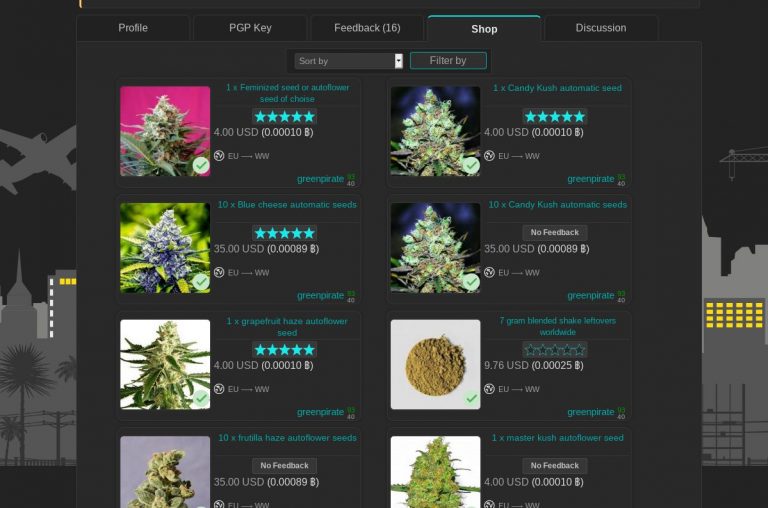 Profile
PGP Key
Feedback (16)
Shop
Discussion
Sort by
Filter by
1 x Feminized seed or autoflower
seed of choise
4.00 USD (0.00010 ฿)
EU ⟶ WW
greenpirate 93
40
1 x Candy Kush automatic seed
4.00 USD (0.00010 ฿)
EU ⟶ WW
greenpirate 93
40
10 x Blue cheese automatic seeds
35.00 USD (0.00089 ฿)
EU ⟶ WW
greenpirate 93
40
10 x Candy Kush automatic seeds
No Feedback
35.00 USD (0.00089 ฿)
EU ⟶ WW
greenpirate 93
40
1 x grapefruit haze autoflower
seed
4.00 USD (0.00010 ฿)
EU ⟶ WW
greenpirate 93
40
7 gram blended shake leftovers
worldwide
9.76 USD (0.00025 ฿)
EU ⟶ WW
greenpirate 93
40
10 x frutilla haze autoflower seeds
No Feedback
35.00 USD (0.00089 ฿)
EU ⟶ WW
1 x master kush autoflower seed
No Feedback
4.00 USD (0.00010 ฿)
EU ⟶ WW